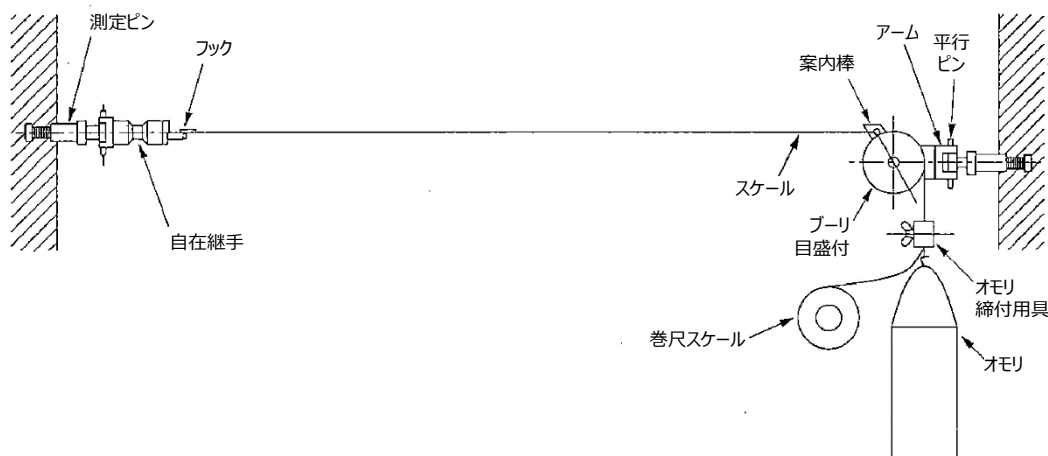 測定ピン
フック
アーム
平行
ピン
案内棒
スケール
自在継手
ブーリ
目盛付
オモリ
締付用具
巻尺スケール
オモリ